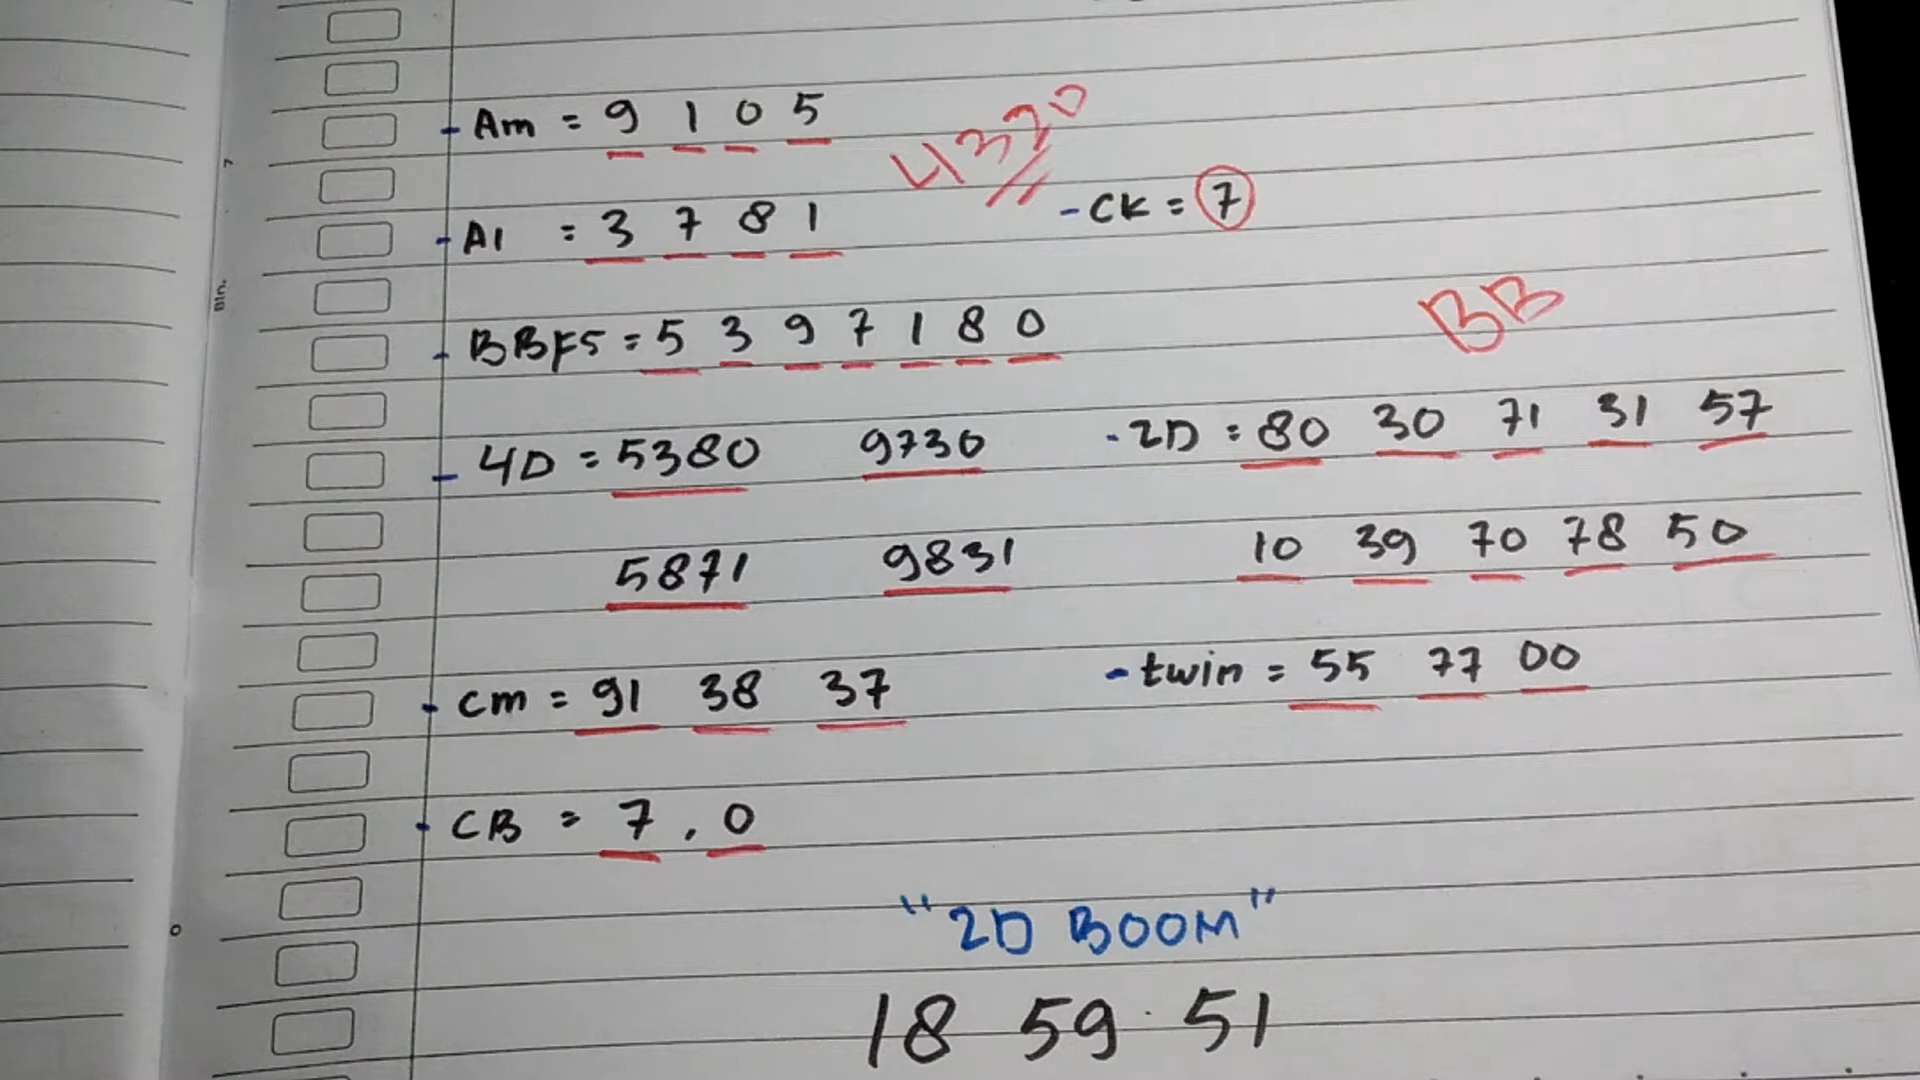 - Am = 9 1 0 5
4370
- AI = 3 7 8 1
- CK = 7
- BBFS = 5 3 9 7 1 8 0
BB
- 4D = 5380 9730
5871 9831
- 2D = 80 30 71 31 57
10 39 70 78 50
- cm = 91 38 37
- twin = 55 77 00
- CB = 7 . 0
"2D BOOM"
18 59 51